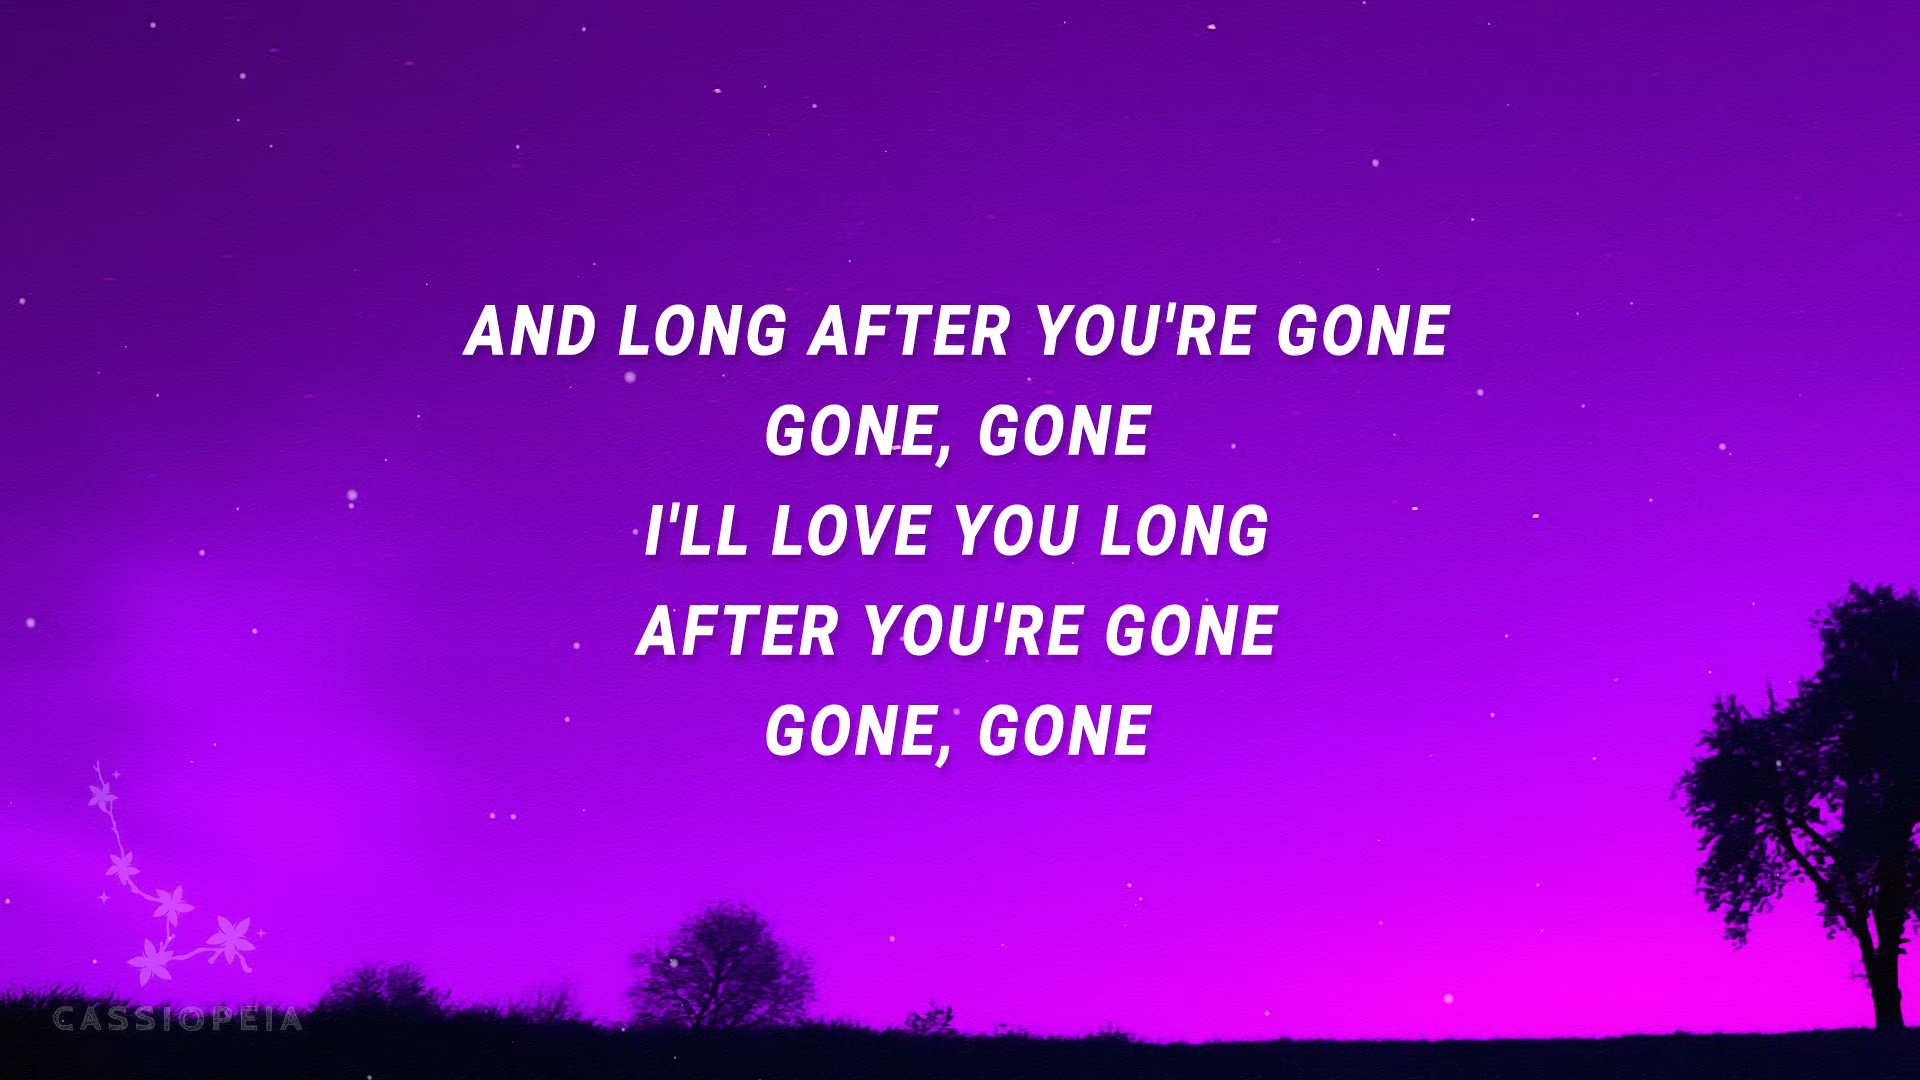 AND LONG AFTER YOU'RE GONE
GONE, GONE
I'LL LOVE YOU LONG
AFTER YOU'RE GONE
GONE, GONE
CASSIOPEIA